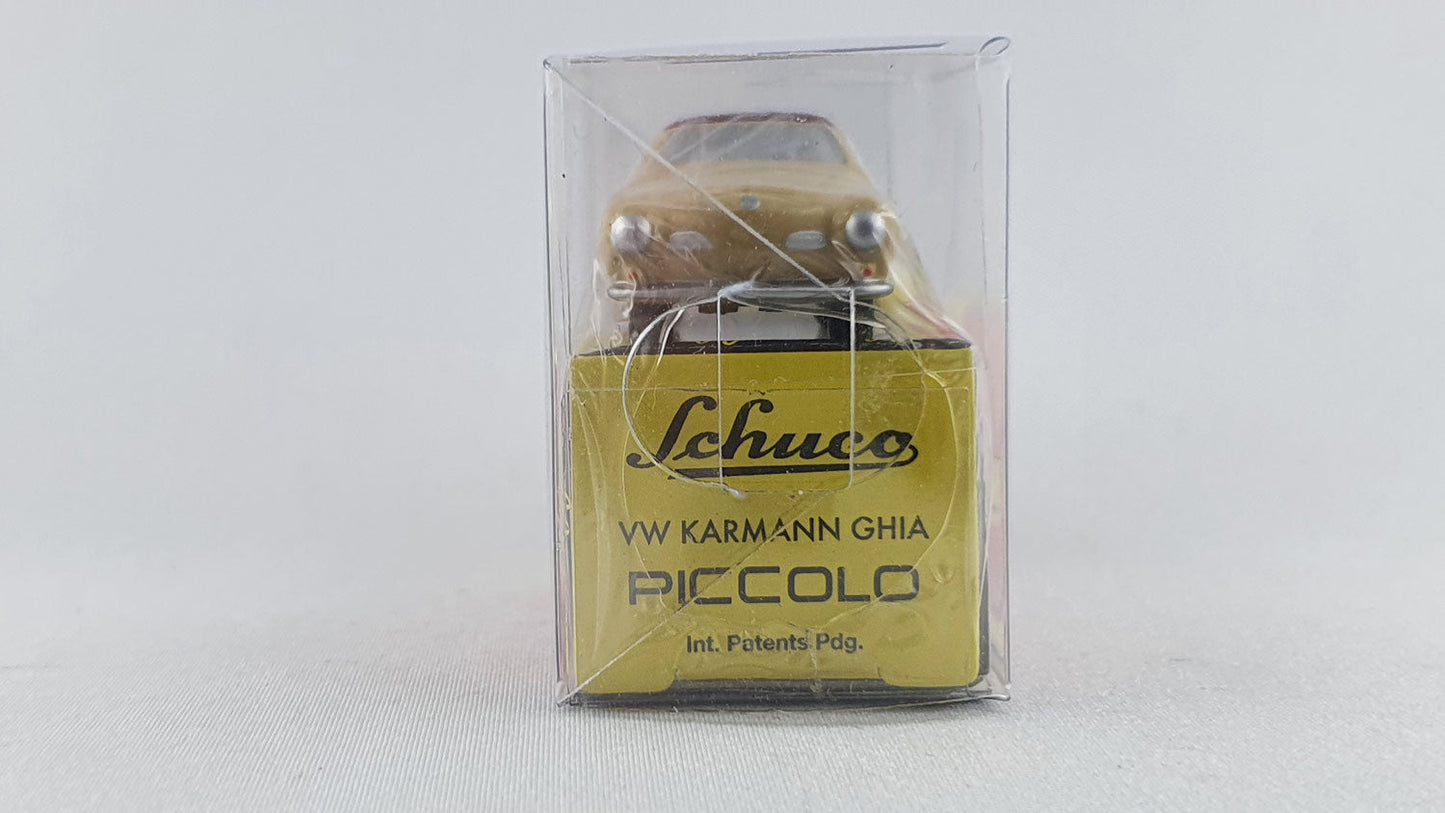 Schuco
VW KARMANN GHIA
PICCOLO
Int. Patents Pdg.